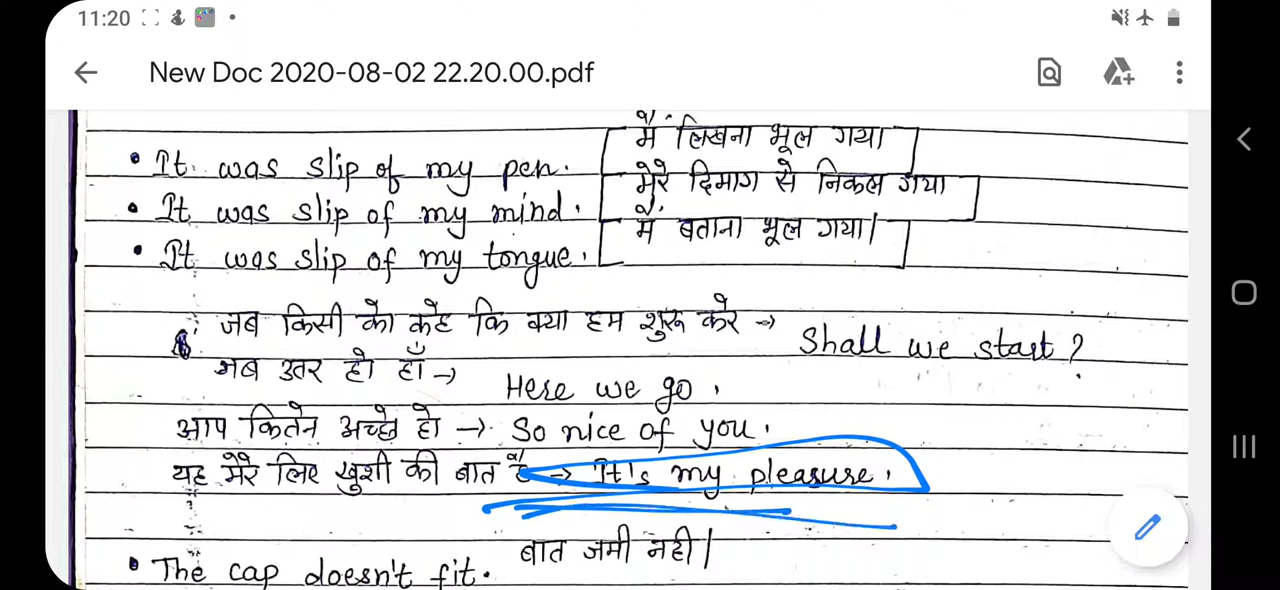 11:20
New Doc 2020-08-02 22.20.00.pdf
• It was slip of my pen. मैं लिखना भूल गया
• It was slip of my mind. मेरे दिमाग से निकल गया
• It was slip of my tongue. मैं बताना भूल गया।
जब किसी को कहे कि क्या हम शुरू करे → Shall we start?
जब उतर हो हाँ → Here we go.
आप कितने अच्छे हो → So nice of you.
यह मेरे लिए खुशी की बात है → It's my pleasure.
• The cap doesn't fit. बात जमी नही।